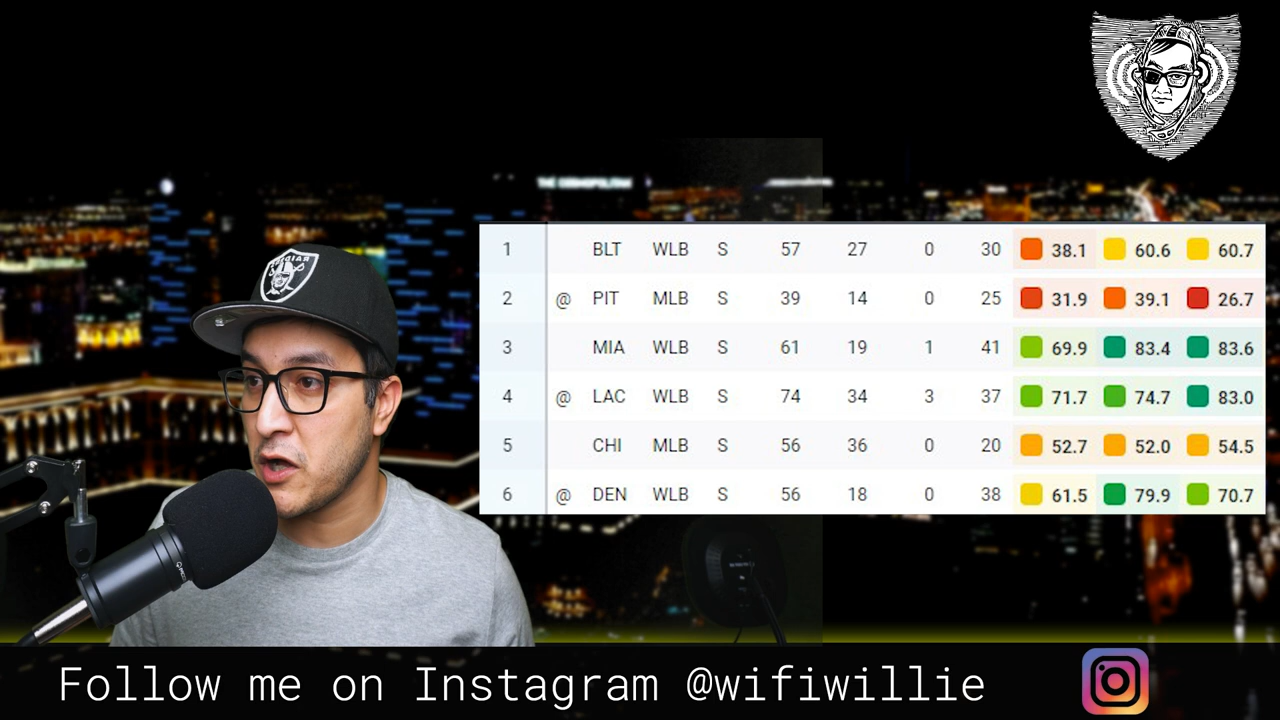 THE COSMOPOLITAN
RAIDERS
1 BLT WLB S 57 27 0 30 38.1 60.6 60.7
2 @ PIT MLB S 39 14 0 25 31.9 39.1 26.7
3 MIA WLB S 61 19 1 41 69.9 83.4 83.6
4 @ LAC WLB S 74 34 3 37 71.7 74.7 83.0
5 CHI MLB S 56 36 0 20 52.7 52.0 54.5
6 @ DEN WLB S 56 18 0 38 61.5 79.9 70.7
Follow me on Instagram @wifiwillie